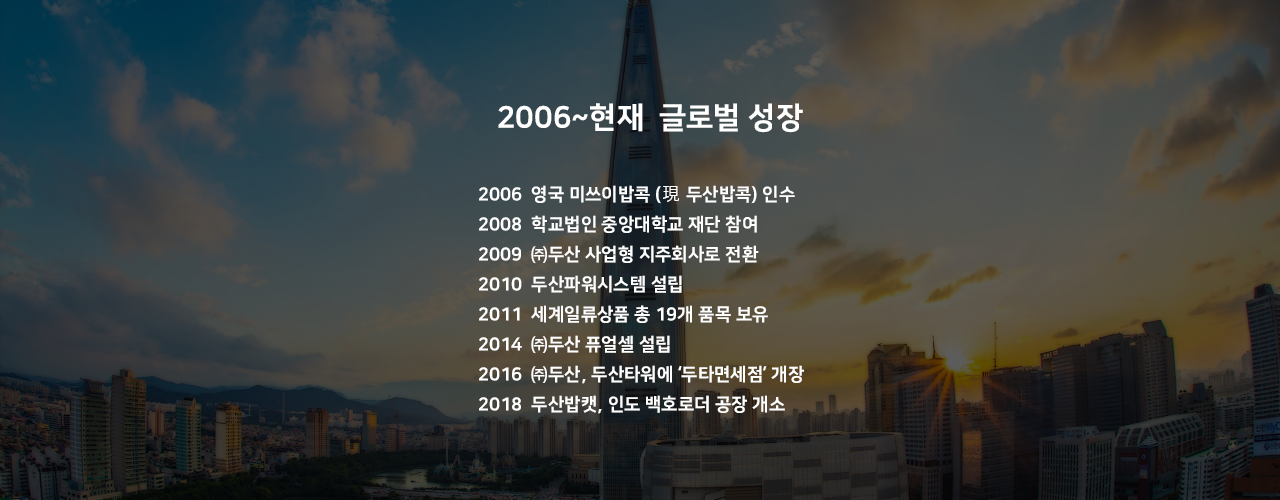 2006~현재 글로벌 성장
2006 영국 미쓰이밥콕 (現 두산밥콕) 인수
2008 학교법인 중앙대학교 재단 참여
2009 ㈜두산 사업형 지주회사로 전환
2010 두산파워시스템 설립
2011 세계일류상품 총 19개 품목 보유
2014 ㈜두산 퓨얼셀 설립
2016 ㈜두산, 두산타워에 ‘두타면세점’ 개장
2018 두산밥캣, 인도 백호로더 공장 개소